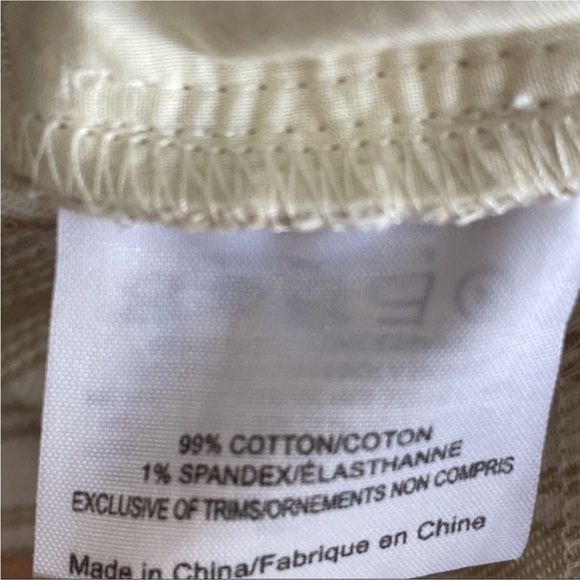 99% COTTON/COTON
1% SPANDEX/ÉLASTHANNE
EXCLUSIVE OF TRIMS/ORNEMENTS NON COMPRIS
Made in China/Fabrique en Chine